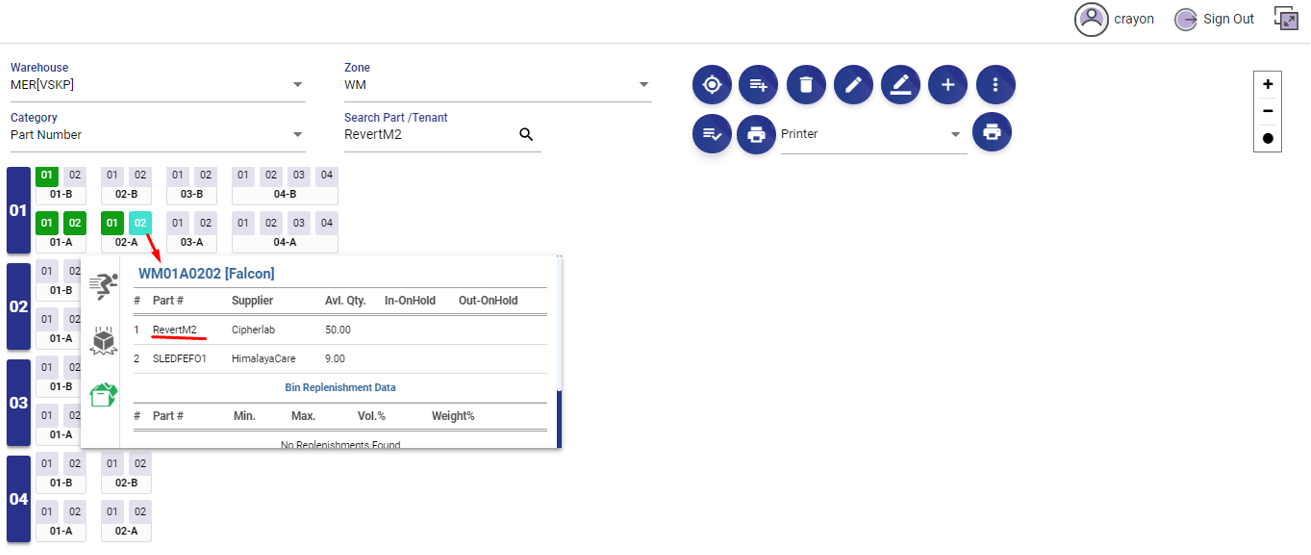 crayon Sign Out
Warehouse Zone
MER[VSKP] WM
Category Search Part /Tenant
Part Number RevertM2 Printer
01 02 01 02 01 02 01 02 03 04
01-B 02-B 03-B 04-B
01
01 02 01 02 01 02 01 02 03 04
01-A 02-A 03-A 04-A
WM01A0202 [Falcon]
# Part # Supplier Avl. Qty. In-OnHold Out-OnHold
1 RevertM2 Cipherlab 50.00
2 SLEDFEFO1 HimalayaCare 9.00
Bin Replenishment Data
# Part # Min. Max. Vol.% Weight%
No Replenishments Found
01 02
01-B
02
01 02
01-A
01 02
01-B
03
01 02
01-A
01 02 01 02
01-B 02-B
04
01 02 01 02
01-A 02-A